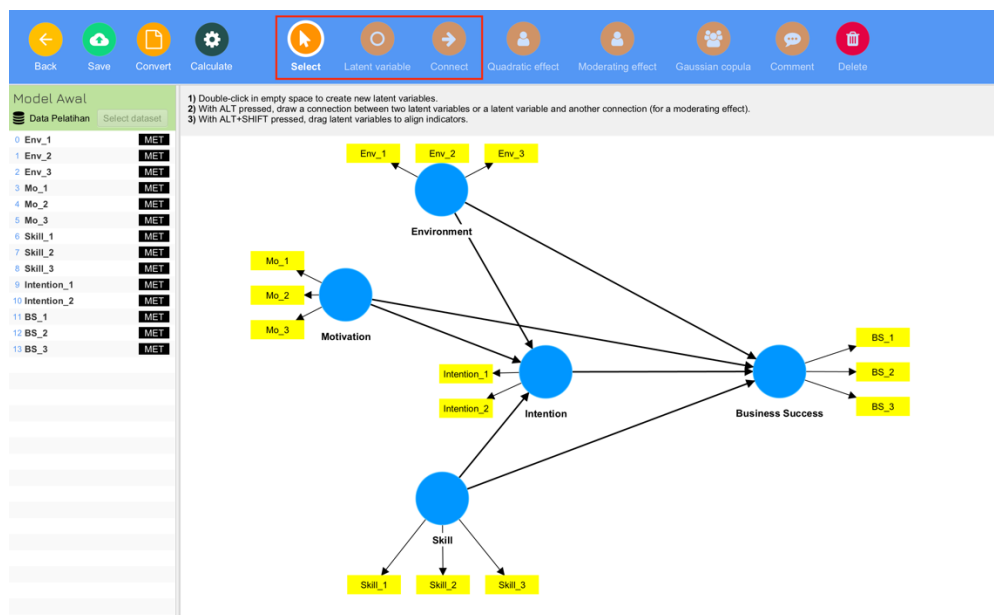 Back Save Convert Calculate Select Latent variable Connect Quadratic effect Moderating effect Gaussian copula Comment Delete
Model Awal
Data Pelatihan Select dataset
0 Env_1 MET
1 Env_2 MET
2 Env_3 MET
3 Mo_1 MET
4 Mo_2 MET
5 Mo_3 MET
6 Skill_1 MET
7 Skill_2 MET
8 Skill_3 MET
9 Intention_1 MET
10 Intention_2 MET
11 BS_1 MET
12 BS_2 MET
13 BS_3 MET
1) Double-click in empty space to create new latent variables.
2) With ALT pressed, draw a connection between two latent variables or a latent variable and another connection (for a moderating effect).
3) With ALT+SHIFT pressed, drag latent variables to align indicators.
Env_1 Env_2 Env_3
Environment
Mo_1
Mo_2
Mo_3
Motivation
Intention_1
Intention_2
Intention
BS_1
BS_2
BS_3
Business Success
Skill
Skill_1 Skill_2 Skill_3